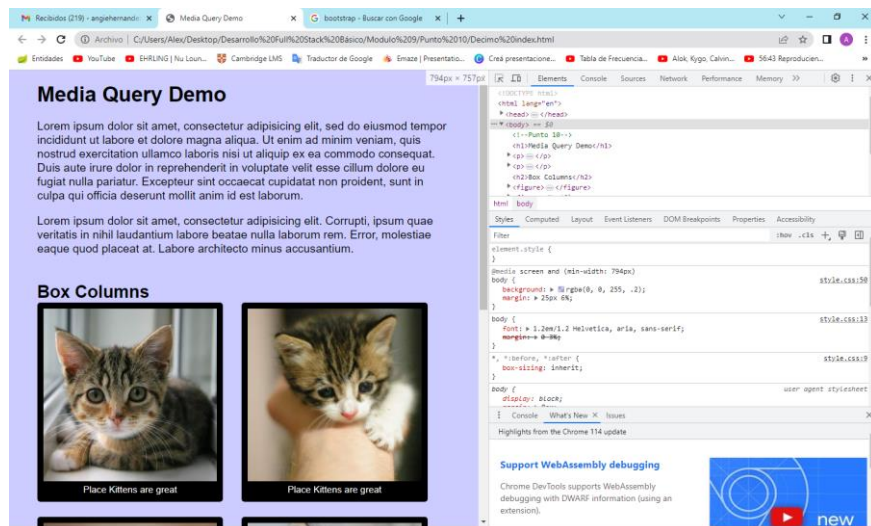 Recibidos (219) - angiehernande
Media Query Demo
bootstrap - Buscar con Google
Archivo | C:/Users/Alex/Desktop/Desarrollo%20Full%20Stack%20Básico/Modulo%209/Punto%2010/Decimo%20index.html
Entidades YouTube EHRLING | Nu Loun... Cambridge LMS Traductor de Google Emaze | Presentatio... Creá presentacione... Tabla de Frecuencia... Alok, Kygo, Calvin... 56:43 Reproducien...
794px × 757px
Media Query Demo
Lorem ipsum dolor sit amet, consectetur adipisicing elit, sed do eiusmod tempor
incididunt ut labore et dolore magna aliqua. Ut enim ad minim veniam, quis
nostrud exercitation ullamco laboris nisi ut aliquip ex ea commodo consequat.
Duis aute irure dolor in reprehenderit in voluptate velit esse cillum dolore eu
fugiat nulla pariatur. Excepteur sint occaecat cupidatat non proident, sunt in
culpa qui officia deserunt mollit anim id est laborum.
Lorem ipsum dolor sit amet, consectetur adipisicing elit. Corrupti, ipsum quae
veritatis in nihil laudantium labore beatae nulla laborum rem. Error, molestiae
eaque quod placeat at. Labore architecto minus accusantium.
Box Columns
Place Kittens are great
Place Kittens are great
Elements Console Sources Network Performance Memory
<!DOCTYPE html>
<html lang="en">
<head> </head>
<body> == $0
<!--Punto 10-->
<h1>Media Query Demo</h1>
<p> </p>
<p> </p>
<h2>Box Columns</h2>
<figure> </figure>
html body
Styles Computed Layout Event Listeners DOM Breakpoints Properties Accessibility
Filter :hov .cls
element.style {
}
@media screen and (min-width: 794px)
body { style.css:50
background: rgba(0, 0, 255, .2);
margin: 25px 6%;
}
body { style.css:13
font: 1.2em/1.2 Helvetica, aria, sans-serif;
margin: 0 3%;
}
*, *:before, *:after { style.css:9
box-sizing: inherit;
}
body { user agent stylesheet
display: block;
Console What's New Issues
Highlights from the Chrome 114 update
Support WebAssembly debugging
Chrome DevTools supports WebAssembly
debugging with DWARF information (using an
extension).
new